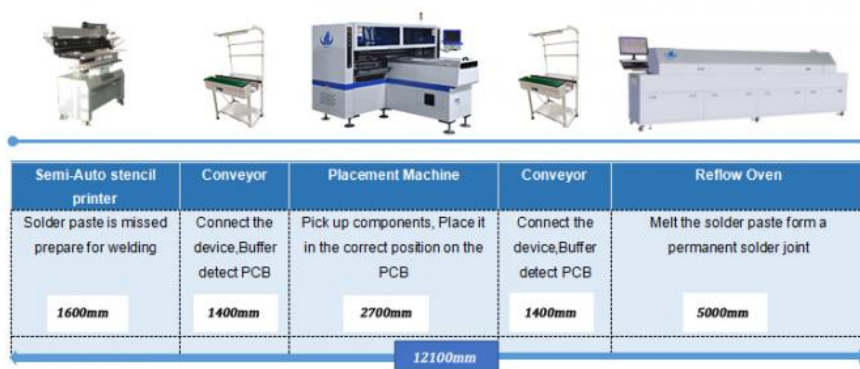 Semi-Auto stencil printer
Conveyor
Placement Machine
Conveyor
Reflow Oven
Solder paste is missed
prepare for welding
Connect the
device,Buffer
detect PCB
Pick up components, Place it
in the correct position on the
PCB
Connect the
device,Buffer
detect PCB
Melt the solder paste form a
permanent solder joint
1600mm
1400mm
2700mm
1400mm
5000mm
12100mm